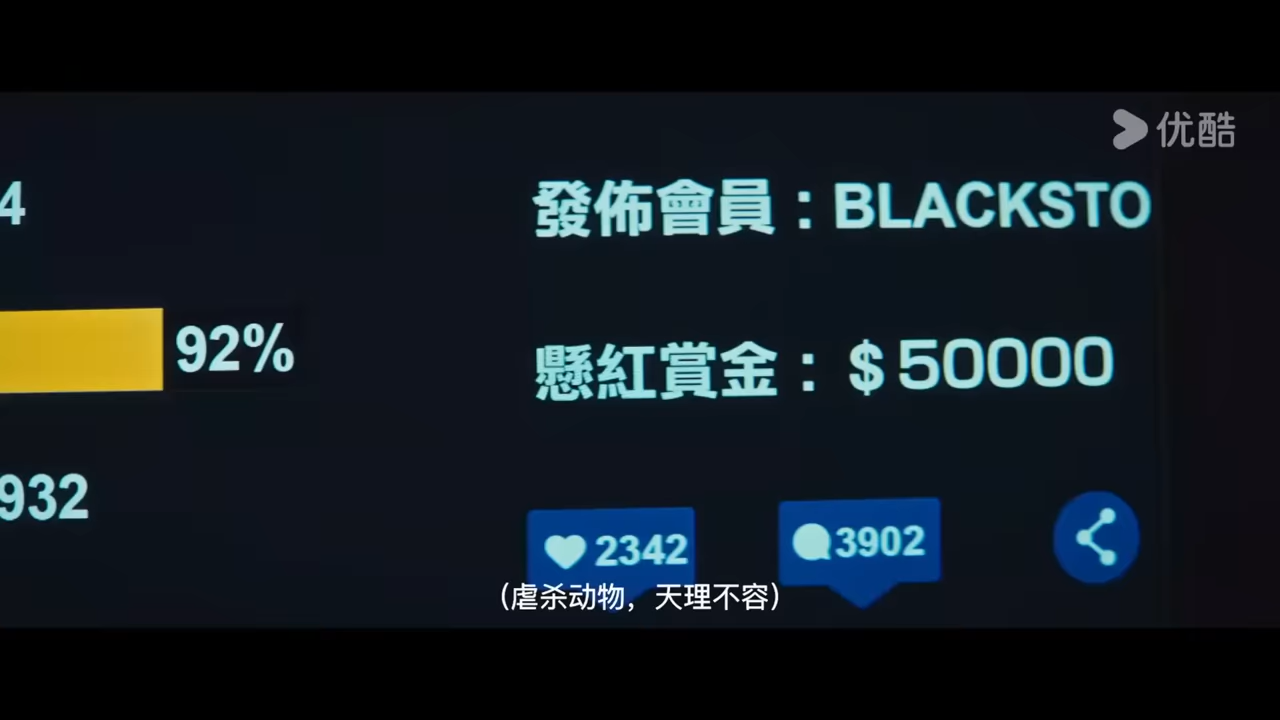 优酷
4
發佈會員：BLACKSTO
92%
懸紅賞金：$50000
932
2342
3902
（虐杀动物，天理不容）